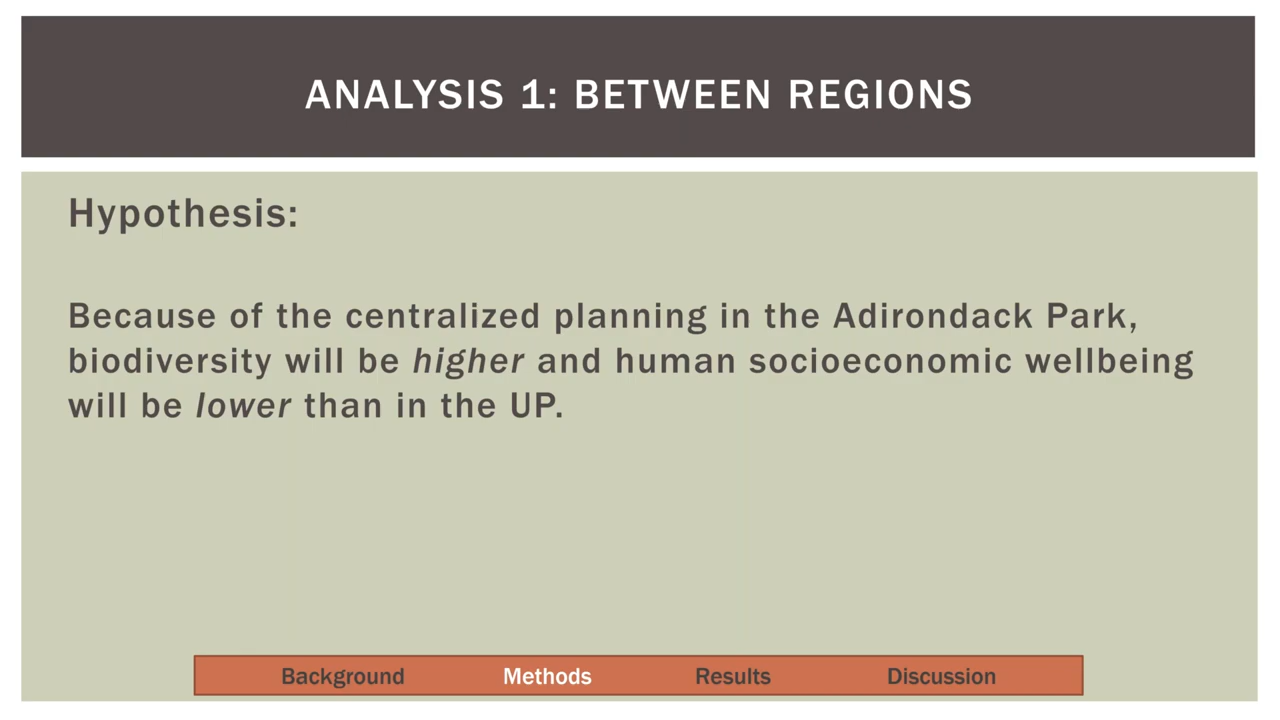 ANALYSIS 1: BETWEEN REGIONS
Hypothesis:
Because of the centralized planning in the Adirondack Park,
biodiversity will be higher and human socioeconomic wellbeing
will be lower than in the UP.
Background Methods Results Discussion